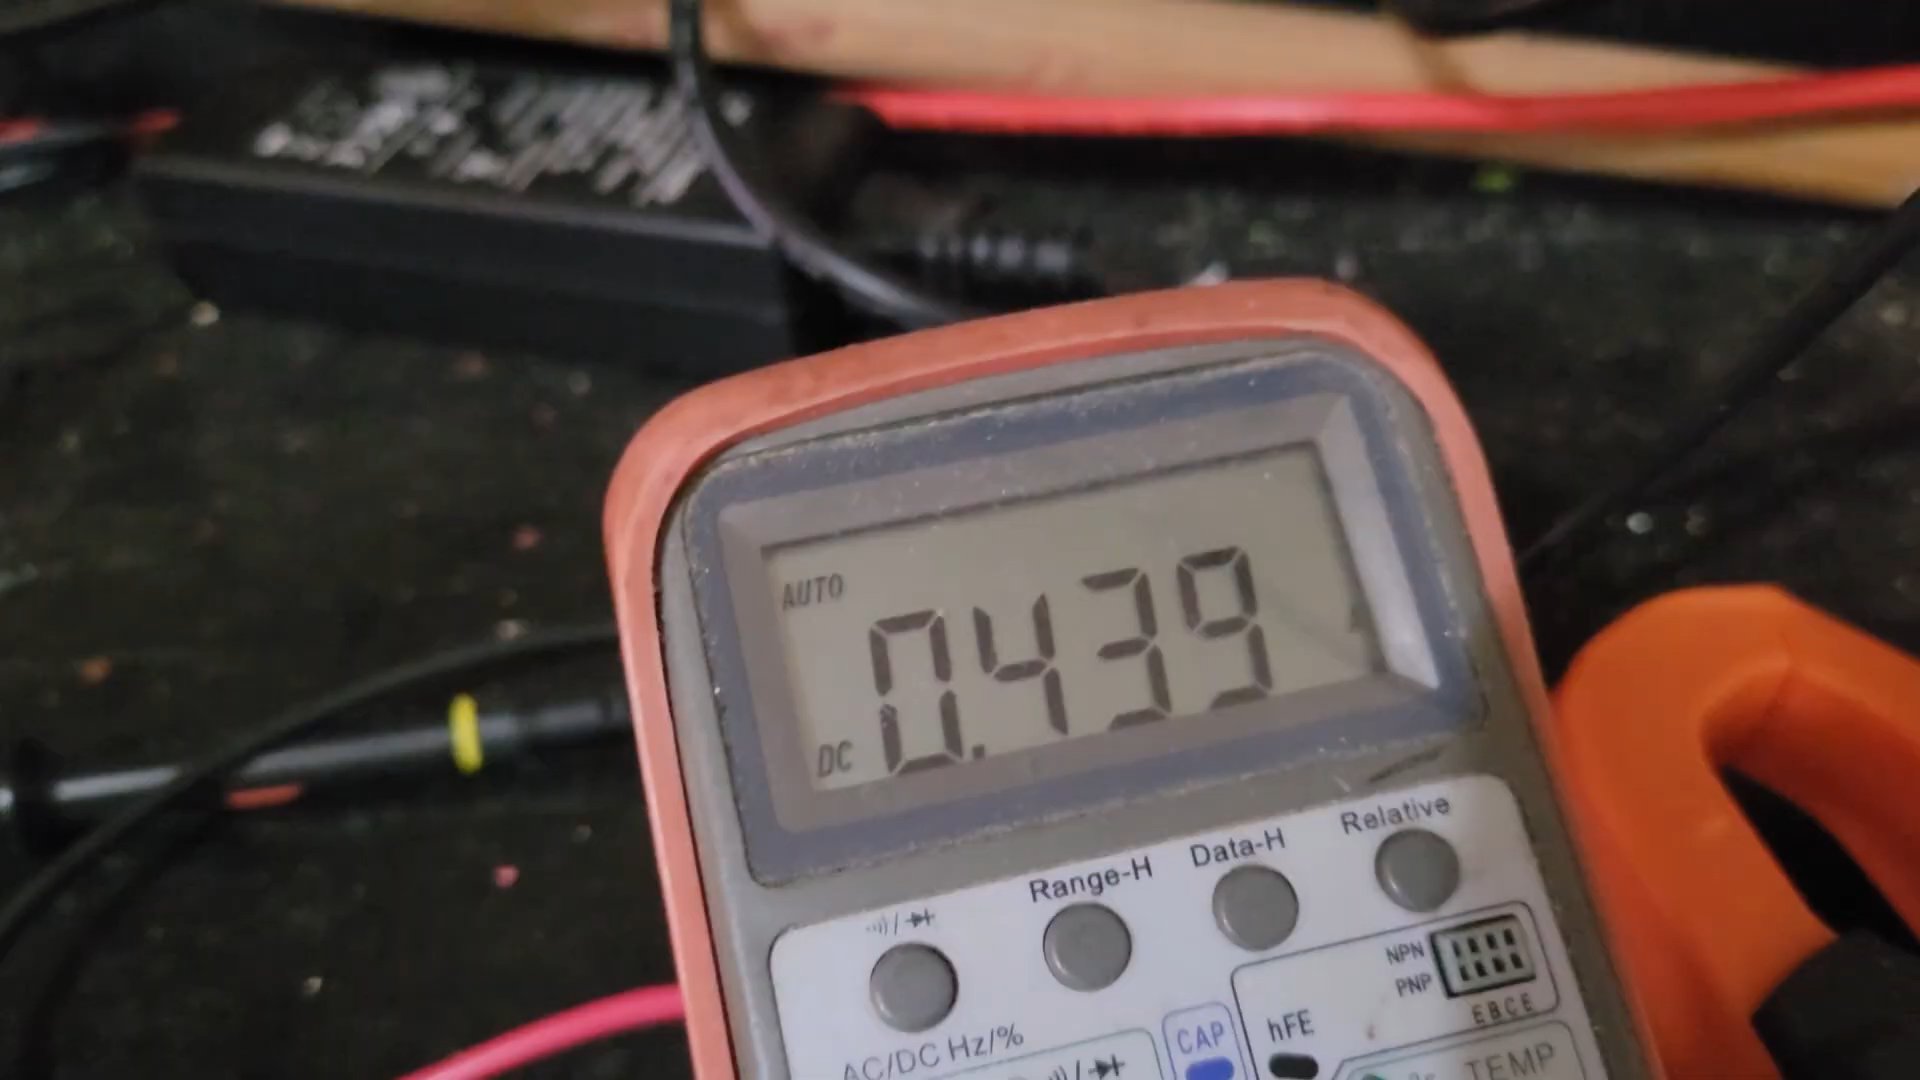 AUTO
0.439
DC
Relative
Data-H
Range-H
AC/DC Hz/%
CAP
hFE
NPN
PNP
EBCE
TEMP